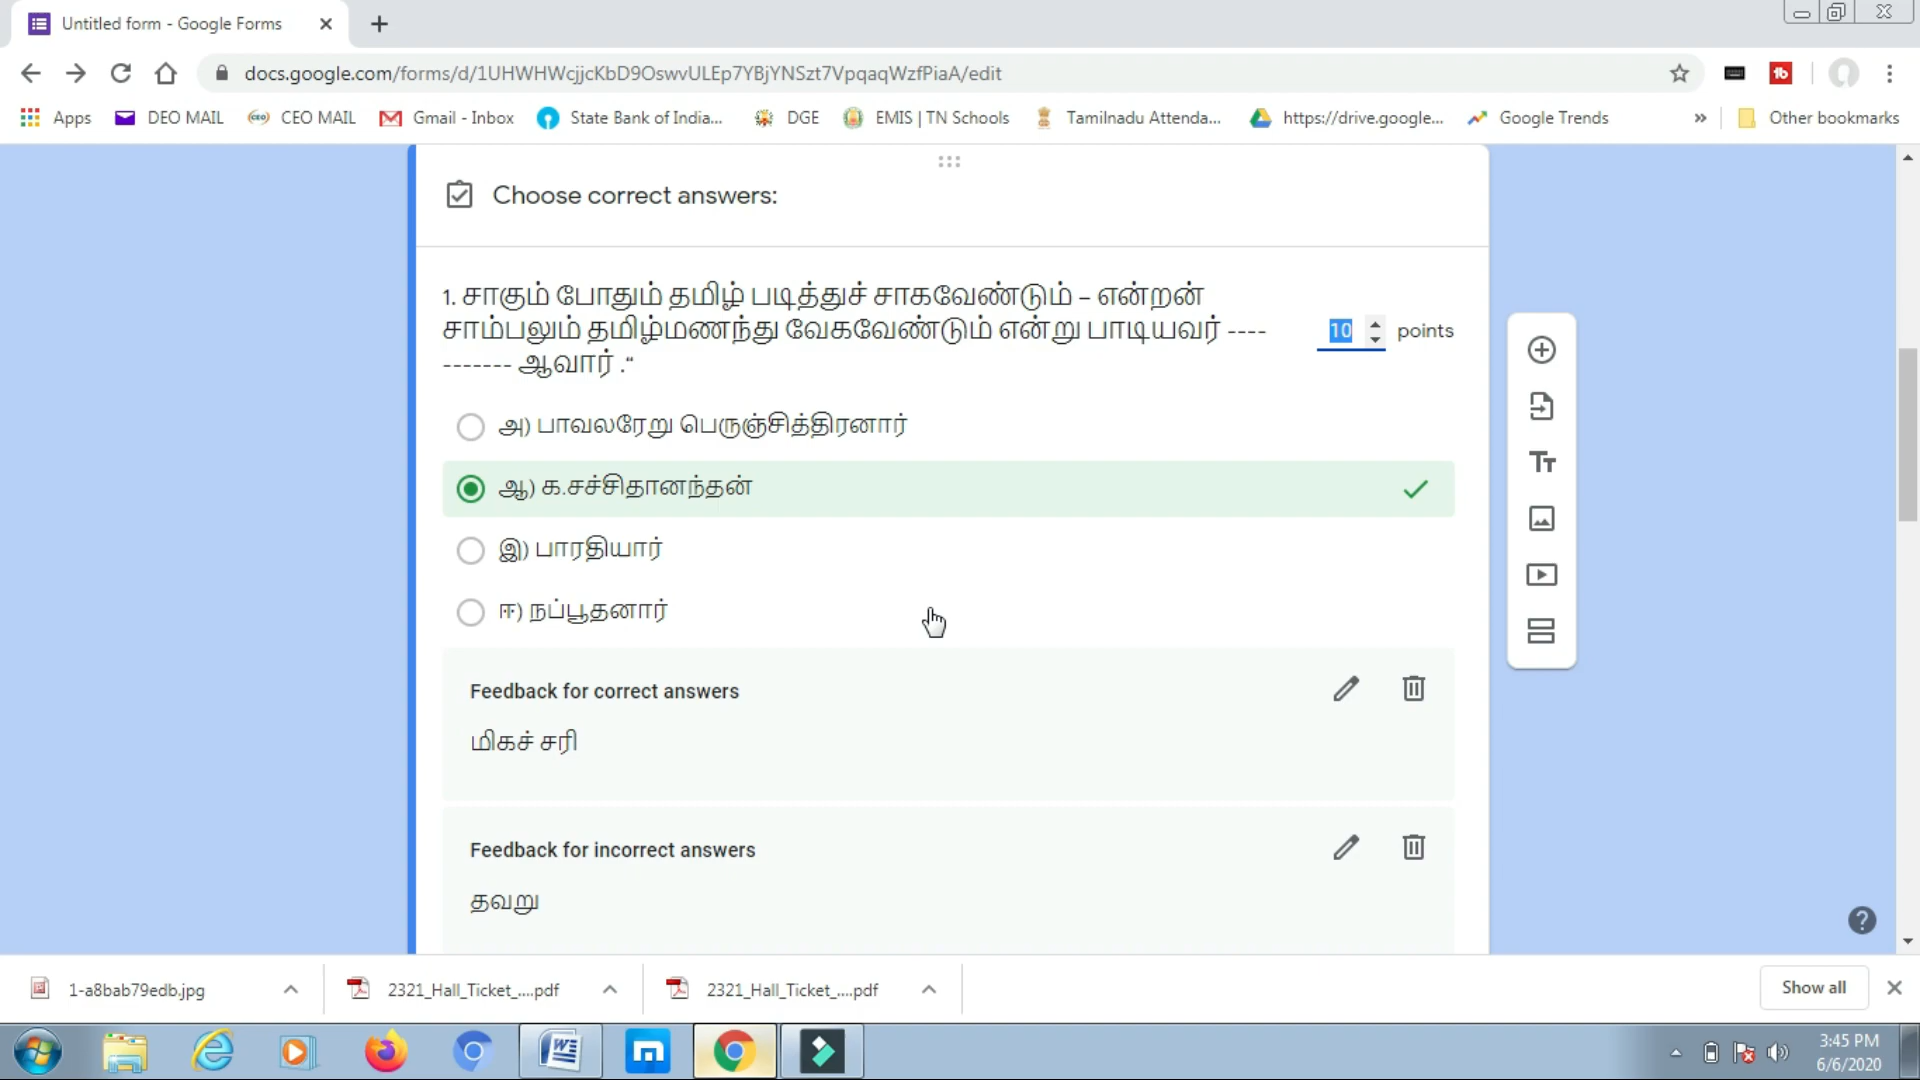 Untitled form - Google Forms
docs.google.com/forms/d/1UHWHWcjjcKbD9OswvULEp7YBjYNSzt7VpqaqWzfPiaA/edit
Apps DEO MAIL CEO MAIL Gmail - Inbox State Bank of India... DGE EMIS | TN Schools Tamilnadu Attenda... https://drive.google... Google Trends » Other bookmarks
Choose correct answers:
1. சாகும் போதும் தமிழ் படித்துச் சாகவேண்டும் – என்றன்
சாம்பலும் தமிழ்மணந்து வேகவேண்டும் என்று பாடியவர் ----
------- ஆவார் .“
10 points
அ) பாவலரேறு பெருஞ்சித்திரனார்
ஆ) க.சச்சிதானந்தன்
இ) பாரதியார்
ஈ) நப்பூதனார்
Feedback for correct answers
மிகச் சரி
Feedback for incorrect answers
தவறு
1-a8bab79edb.jpg 2321_Hall_Ticket_....pdf 2321_Hall_Ticket_....pdf Show all
3:45 PM
6/6/2020